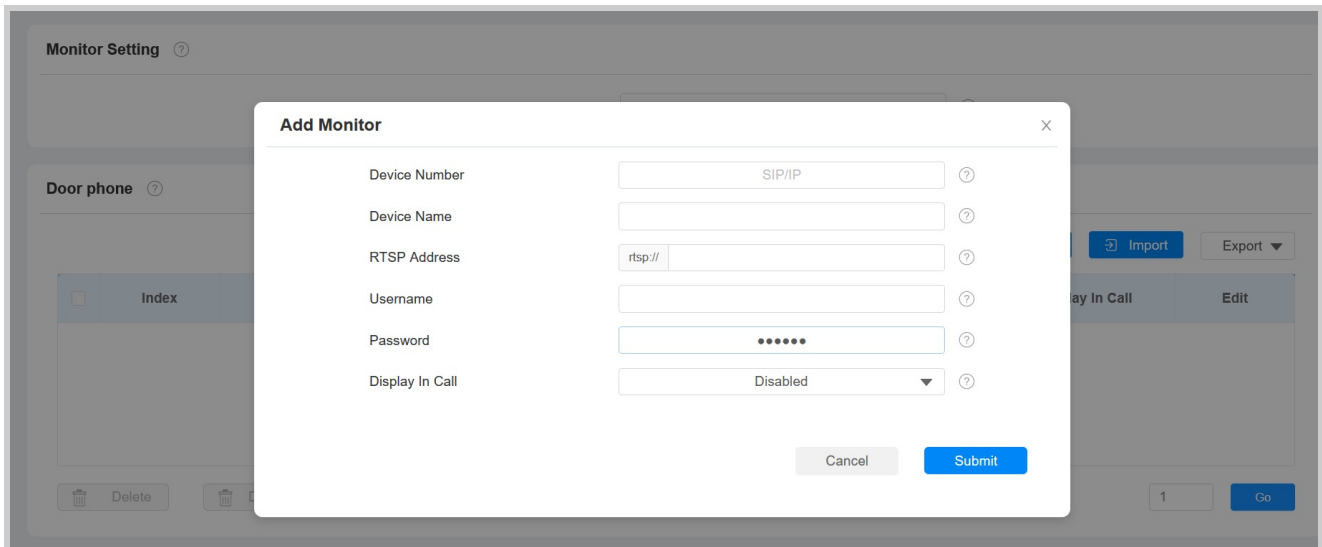 Monitor Setting ?
Add Monitor X
Device Number SIP/IP ?
Door phone ?
Device Name ?
Import Export
RTSP Address rtsp:// ?
Index Username ? ay In Call Edit
Password •••••• ?
Display In Call Disabled ?
Cancel Submit
Delete D 1 Go